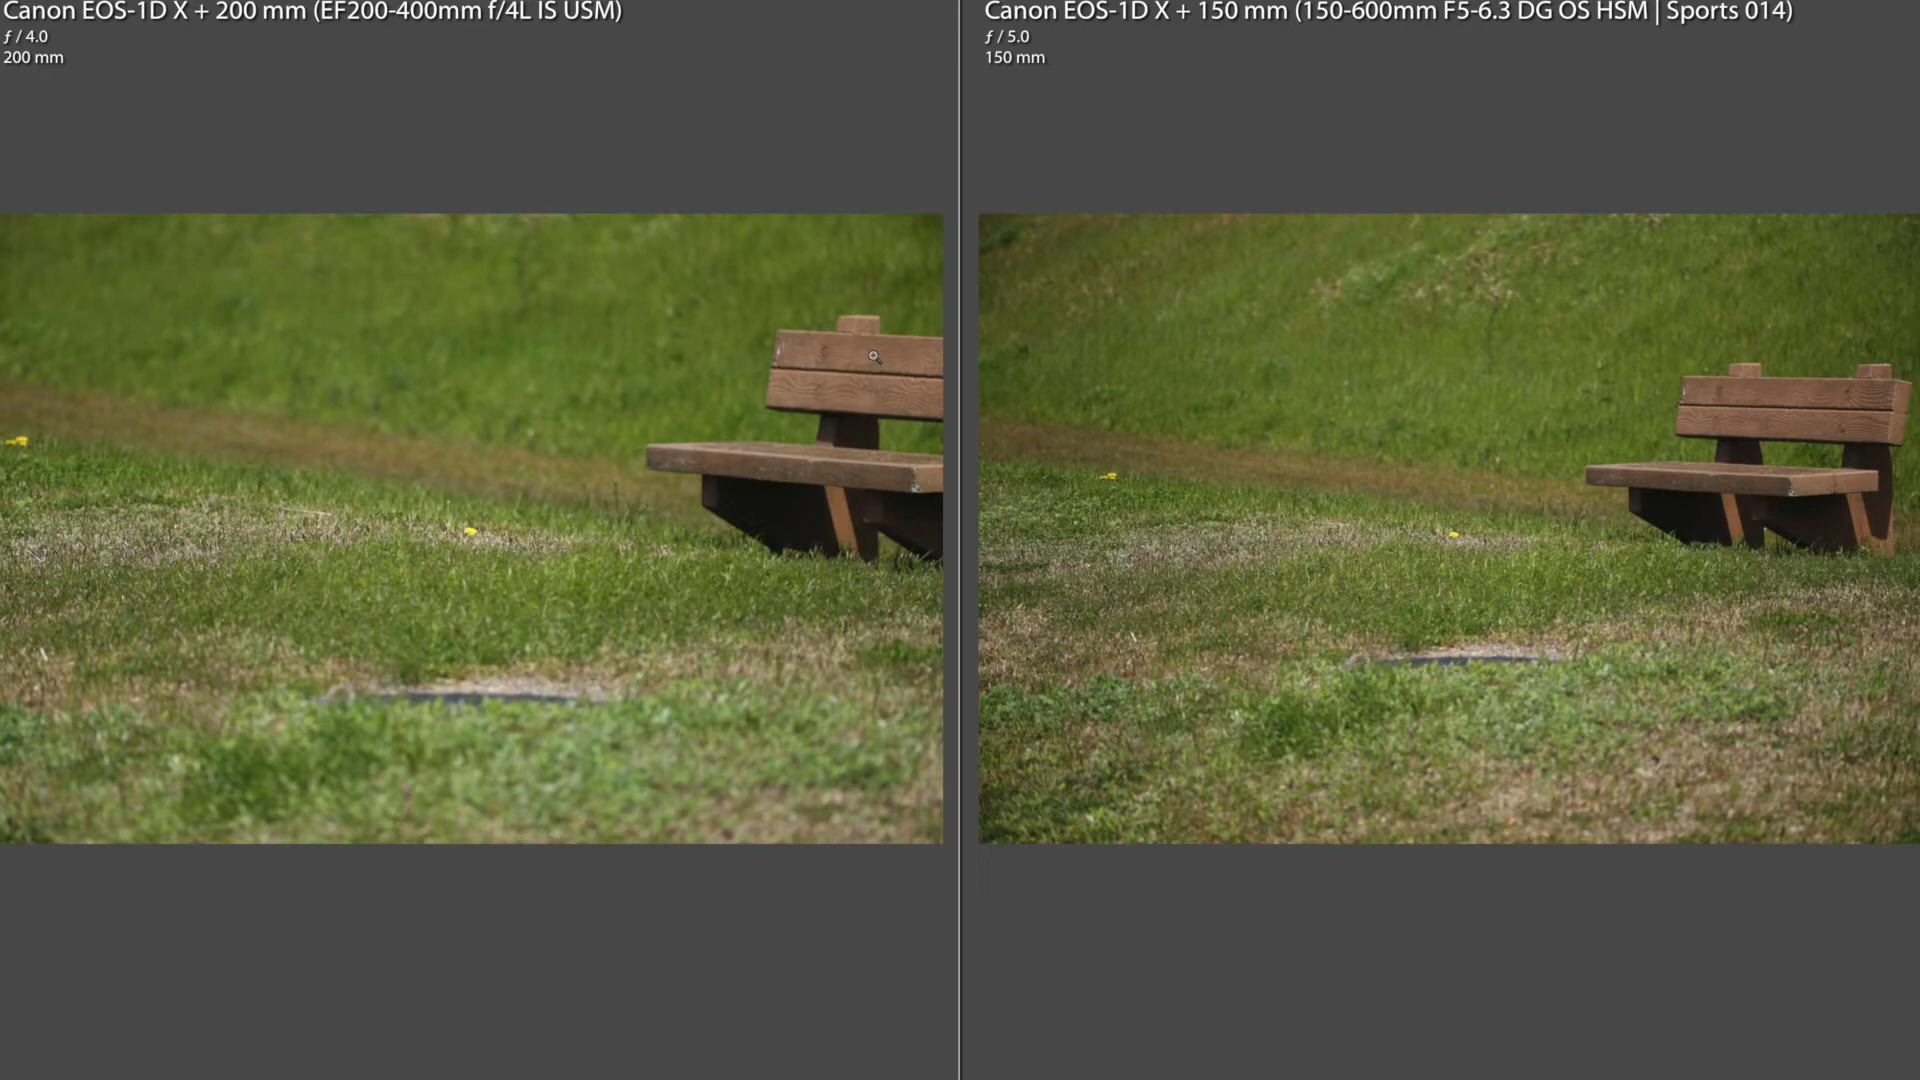 Canon EOS-1D X + 200 mm (EF200-400mm f/4L IS USM)
ƒ / 4.0
200 mm
Canon EOS-1D X + 150 mm (150-600mm F5-6.3 DG OS HSM | Sports 014)
ƒ / 5.0
150 mm